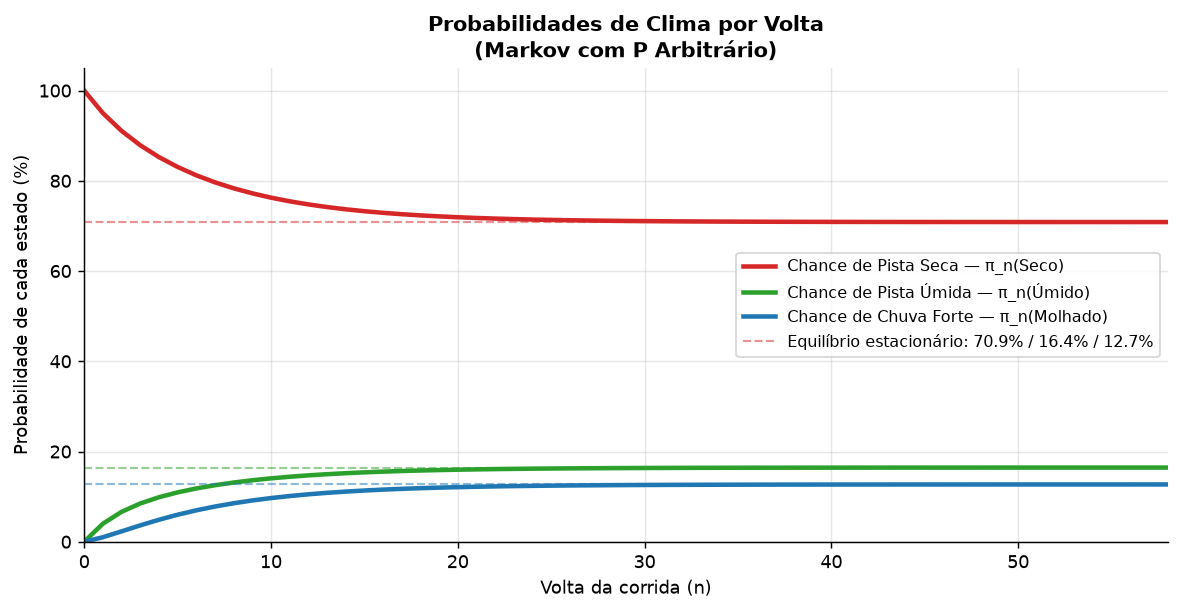 Probabilidades de Clima por Volta
(Markov com P Arbitrário)
Probabilidade de cada estado (%)
100
80
60
40
20
0
Chance de Pista Seca — π_n(Seco)
Chance de Pista Úmida — π_n(Úmido)
Chance de Chuva Forte — π_n(Molhado)
Equilíbrio estacionário: 70.9% / 16.4% / 12.7%
0 10 20 30 40 50
Volta da corrida (n)